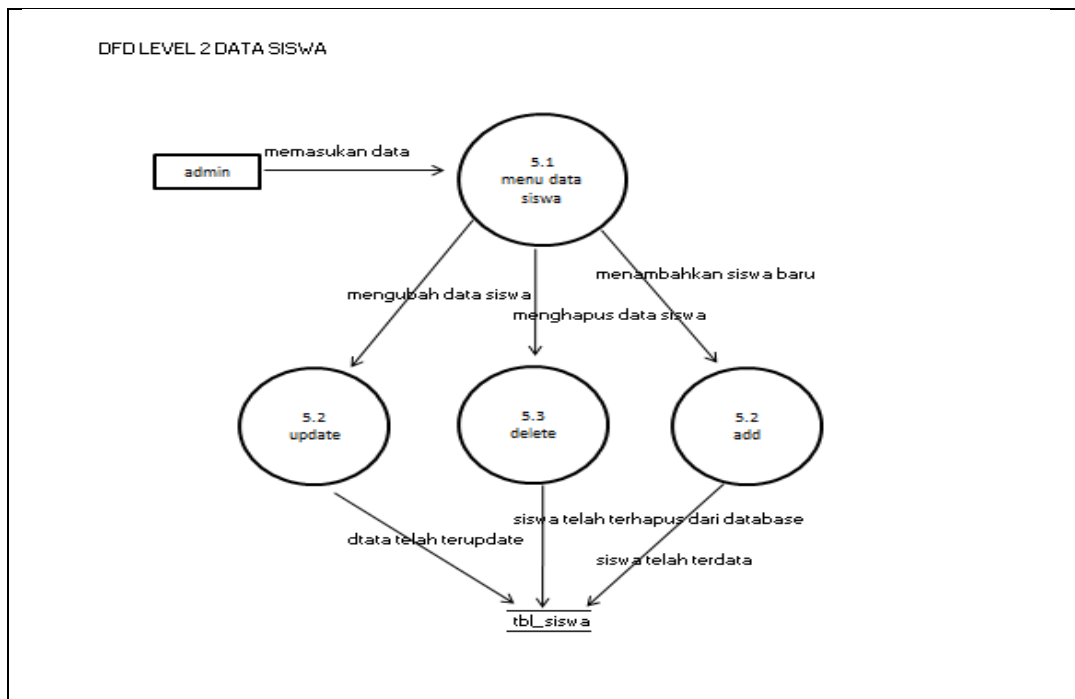 DFD LEVEL 2 DATA SISWA
memasukan data
admin
5.1
menu data
siswa
menambahkan siswa baru
mengubah data siswa
menghapus data siswa
5.2
update
5.3
delete
5.2
add
siswa telah terhapus dari database
dtata telah terupdate
siswa telah terdata
tbl_siswa